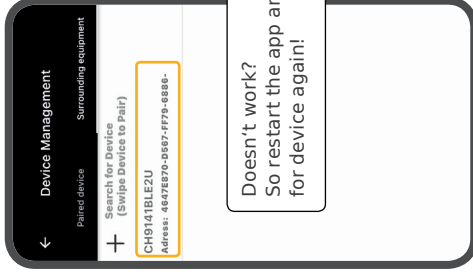 Device Management
Paired device
Surrounding equipment
Search for Device
(Swipe Device to Pair)
CH9141BLE2U
Adress: 4647E870-D567-FF79-6886-
Doesn't work?
So restart the app
for device again!